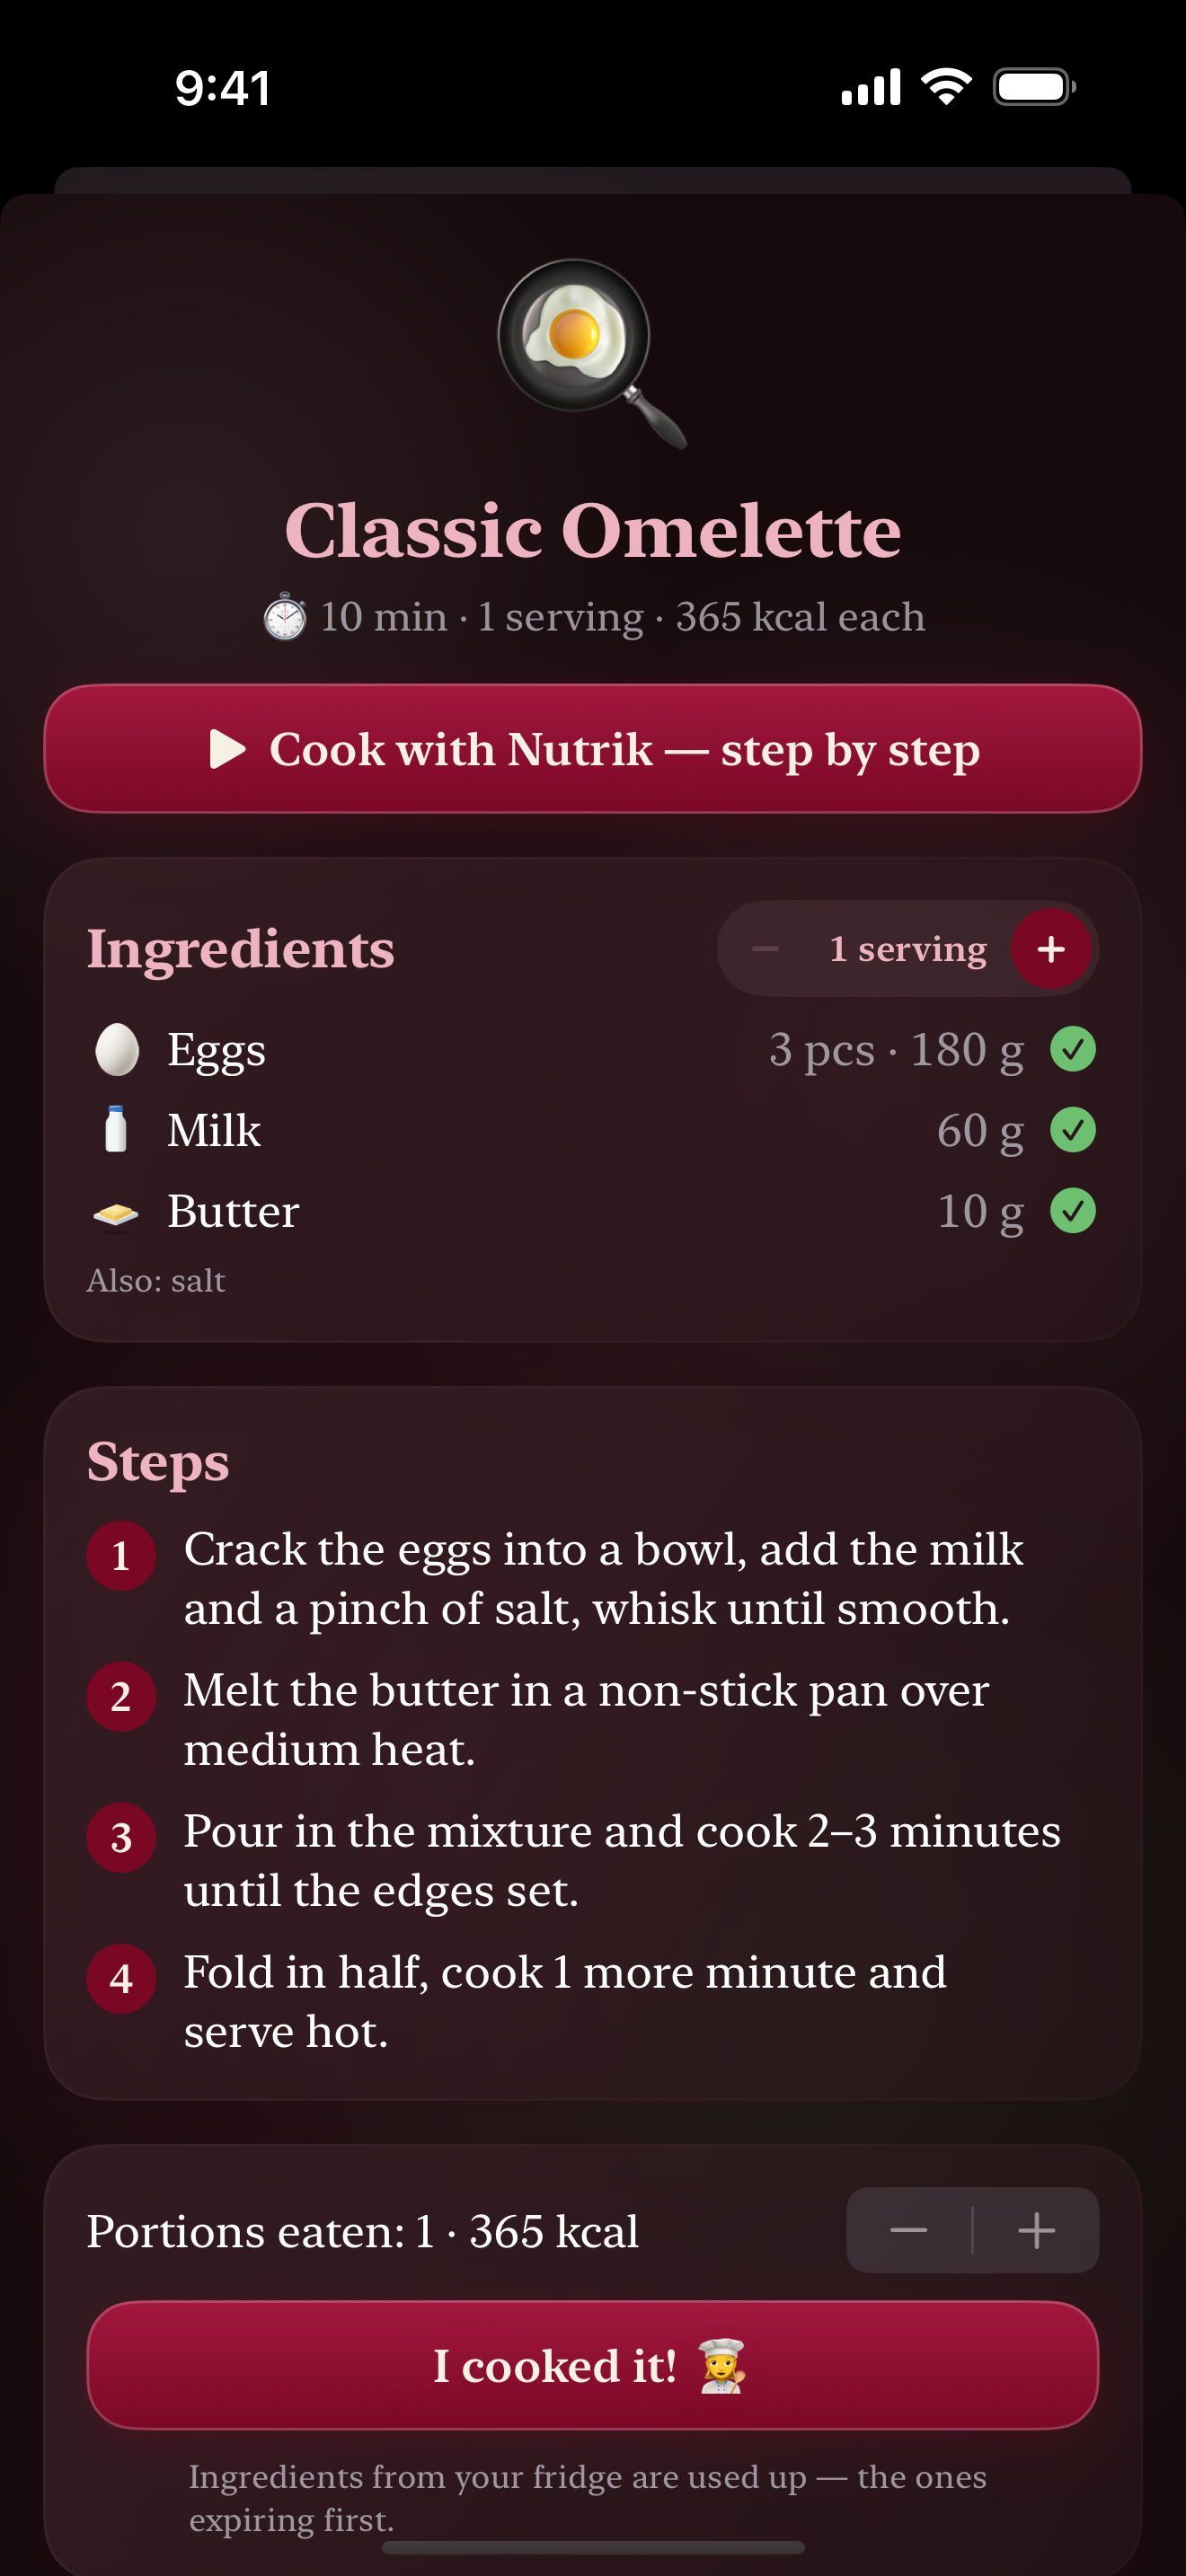 9:41
Classic Omelette
10 min · 1 serving · 365 kcal each
Cook with Nutrik — step by step
Ingredients
1 serving
Eggs 3 pcs · 180 g
Milk 60 g
Butter 10 g
Also: salt
Steps
1 Crack the eggs into a bowl, add the milk
and a pinch of salt, whisk until smooth.
2 Melt the butter in a non-stick pan over
medium heat.
3 Pour in the mixture and cook 2–3 minutes
until the edges set.
4 Fold in half, cook 1 more minute and
serve hot.
Portions eaten: 1 · 365 kcal
I cooked it!
Ingredients from your fridge are used up — the ones
expiring first.